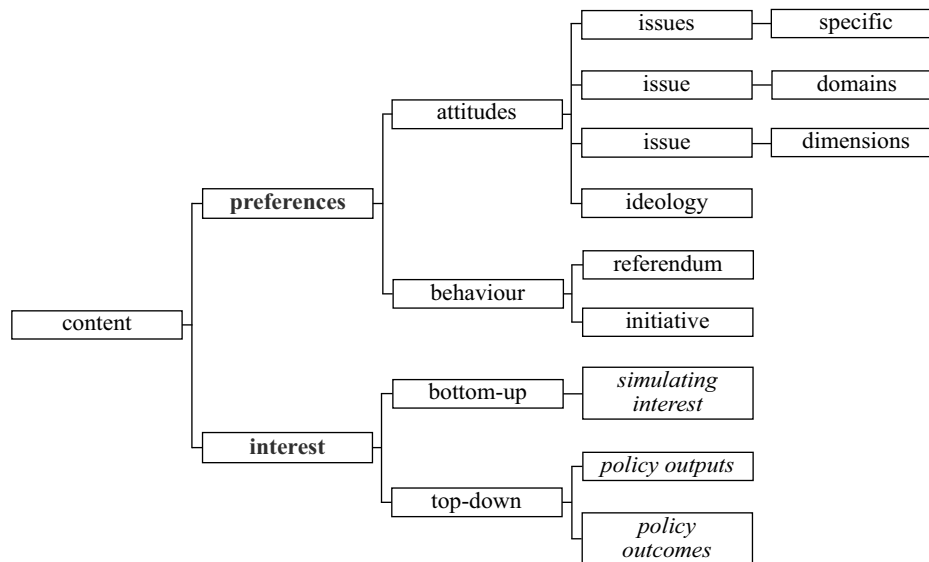 issues
specific
issue
domains
attitudes
issue
dimensions
preferences
ideology
referendum
behaviour
content
initiative
bottom-up
simulating
interest
interest
policy outputs
top-down
policy
outcomes